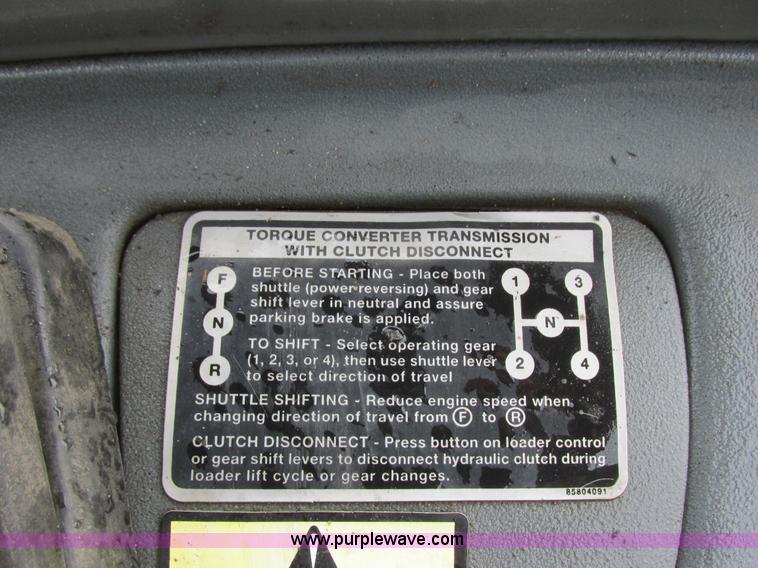 TORQUE CONVERTER TRANSMISSION
WITH CLUTCH DISCONNECT
F
N
R
BEFORE STARTING - Place both
shuttle (power reversing) and gear
shift lever in neutral and assure
parking brake is applied.
TO SHIFT - Select operating gear
(1, 2, 3, or 4), then use shuttle lever
to select direction of travel
1 3
N
2 4
SHUTTLE SHIFTING - Reduce engine speed when
changing direction of travel from F to R
CLUTCH DISCONNECT - Press button on loader control
or gear shift levers to disconnect hydraulic clutch during
loader lift cycle or gear changes.
85804091
www.purplewave.com